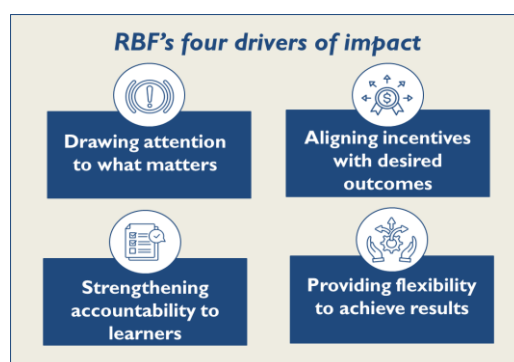 RBF's four drivers of impact
Drawing attention
to what matters
Aligning incentives
with desired
outcomes
Strengthening
accountability to
learners
Providing flexibility
to achieve results